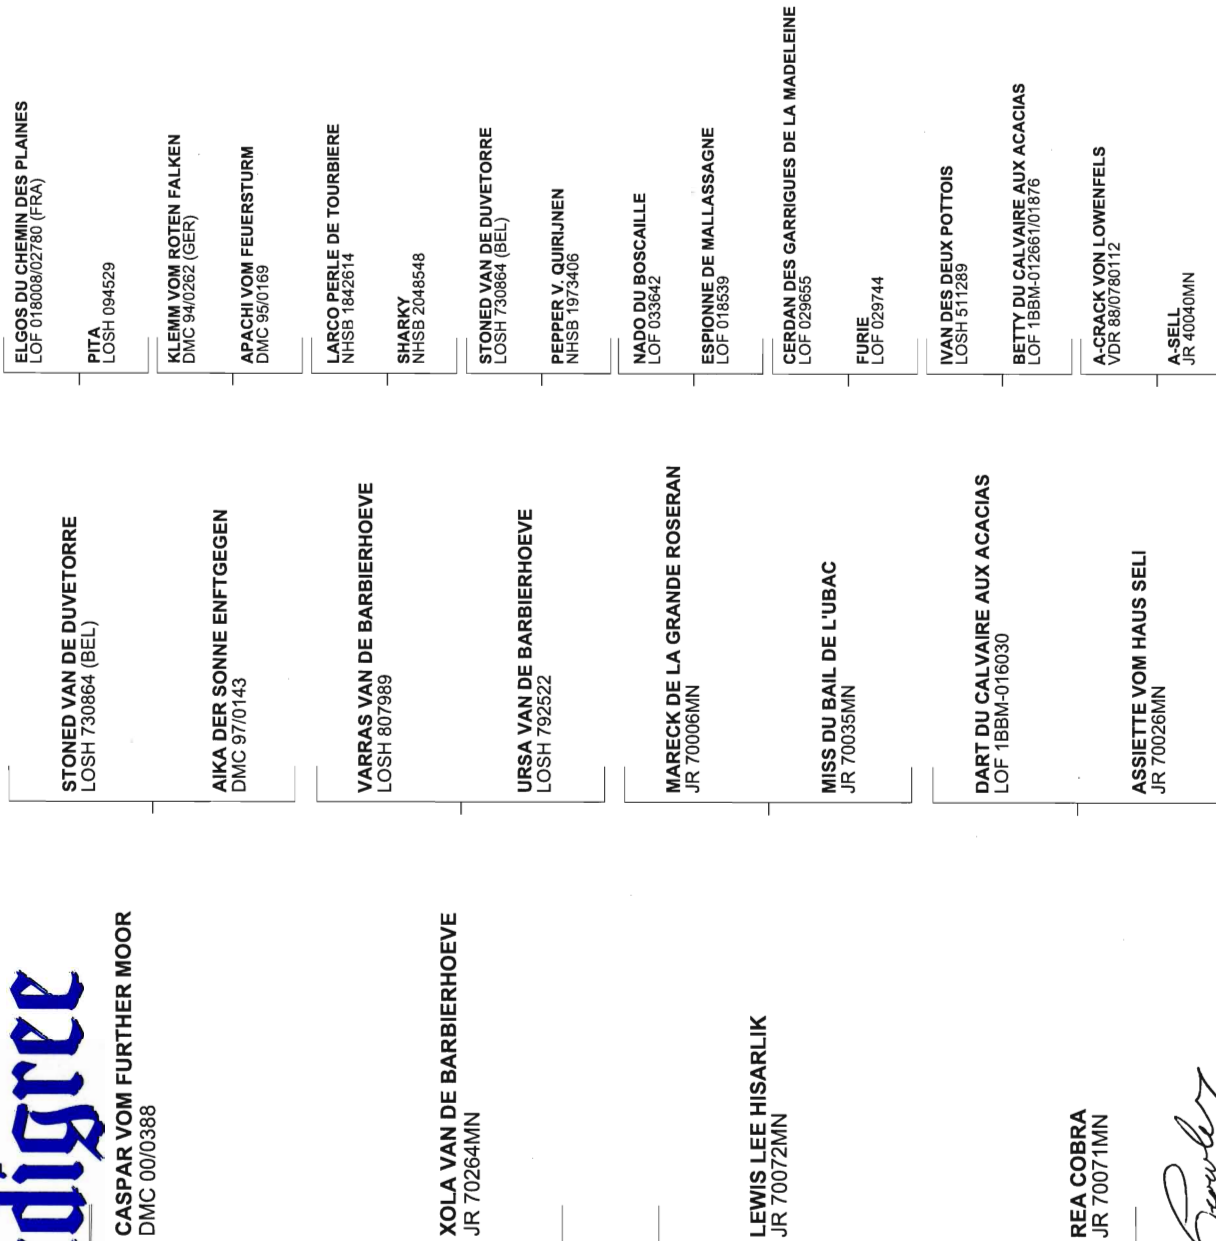 digree
CASPAR VOM FURTHER MOOR
DMC 00/0388
XOLA VAN DE BARBIERHOEVE
JR 70264MN
LEWIS LEE HISARLIK
JR 70072MN
REA COBRA
JR 70071MN
STONED VAN DE DUVETORRE
LOSH 730864 (BEL)
AIKA DER SONNE ENFTGEGEN
DMC 97/0143
VARRAS VAN DE BARBIERHOEVE
LOSH 807989
URSA VAN DE BARBIERHOEVE
LOSH 792522
MARECK DE LA GRANDE ROSERAN
JR 70006MN
MISS DU BAIL DE L'UBAC
JR 70035MN
DART DU CALVAIRE AUX ACACIAS
LOF 1BBM-016030
ASSIETTE VOM HAUS SELI
JR 70026MN
ELGOS DU CHEMIN DES PLAINES
LOF 018008/02780 (FRA)
PITA
LOSH 094529
KLEMM VOM ROTEN FALKEN
DMC 94/0262 (GER)
APACHI VOM FEUERSTURM
DMC 95/0169
LARCO PERLE DE TOURBIERE
NHSB 1842614
SHARKY
NHSB 2048548
STONED VAN DE DUVETORRE
LOSH 730864 (BEL)
PEPPER V. QUIRIJNEN
NHSB 1973406
NADO DU BOSCAILLE
LOF 033642
ESPIONNE DE MALLASSAGNE
LOF 018539
CERDAN DES GARRIGUES DE LA MADELEINE
LOF 029655
FURIE
LOF 029744
IVAN DES DEUX POTTOIS
LOSH 511289
BETTY DU CALVAIRE AUX ACACIAS
LOF 1BBM-012661/01876
A-CRACK VON LOWENFELS
VDR 88/0780112
A-SELL
JR 40040MN